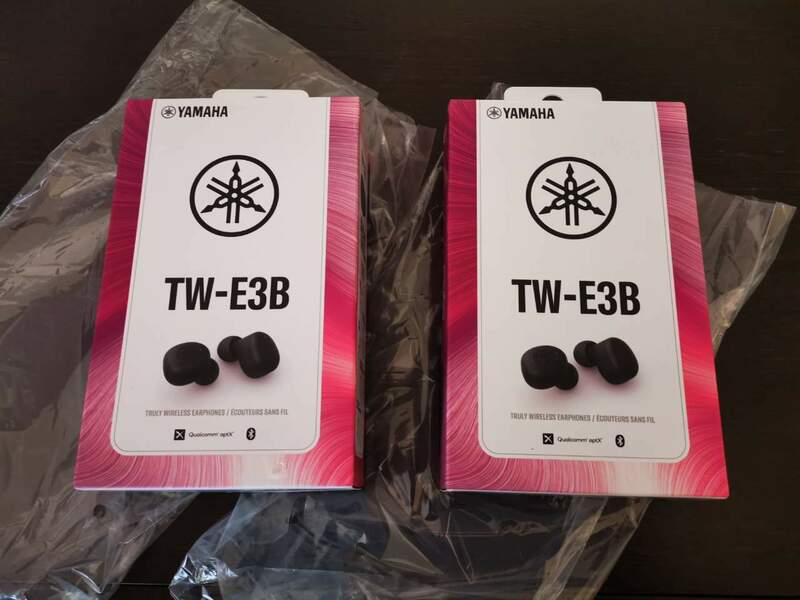 YAMAHA
TW-E3B
TRULY WIRELESS EARPHONES / ÉCOUTEURS SANS FIL
Qualcomm aptX
YAMAHA
TW-E3B
TRULY WIRELESS EARPHONES / ÉCOUTEURS SANS FIL
Qualcomm aptX